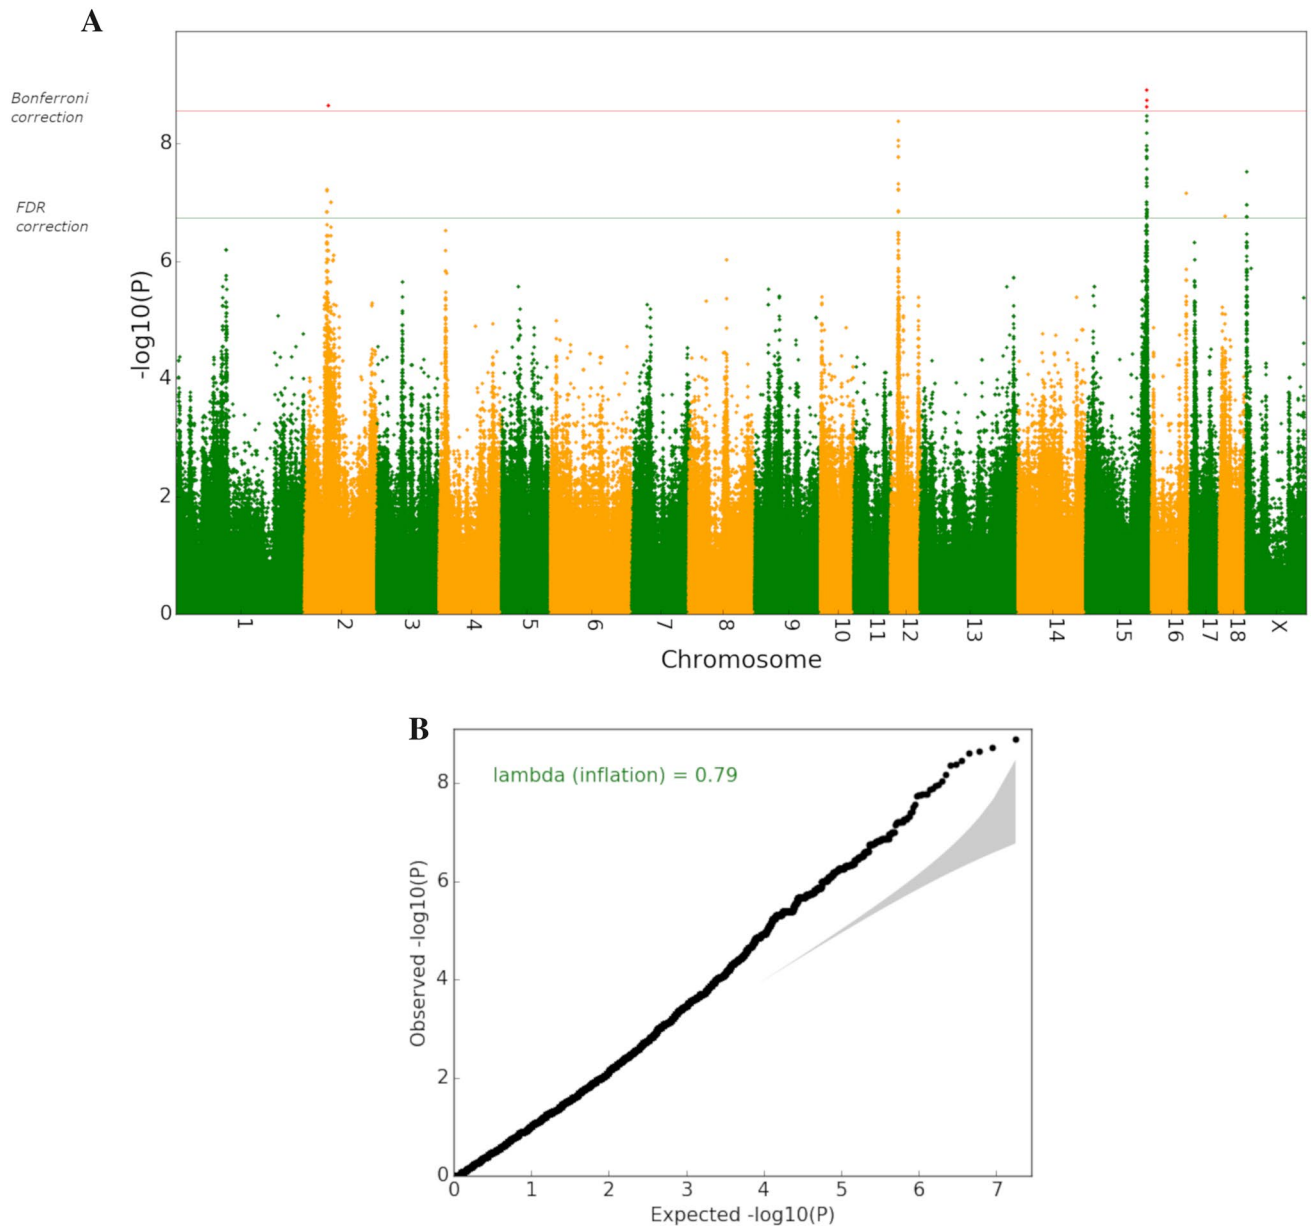 A
Bonferroni
correction
FDR
correction
-log10(P)
8
6
4
2
0
1 2 3 4 5 6 7 8 9 10 11 12 13 14 15 16 17 18 X
Chromosome
B
lambda (inflation) = 0.79
Observed -log10(P)
8
6
4
2
0
0 1 2 3 4 5 6 7
Expected -log10(P)